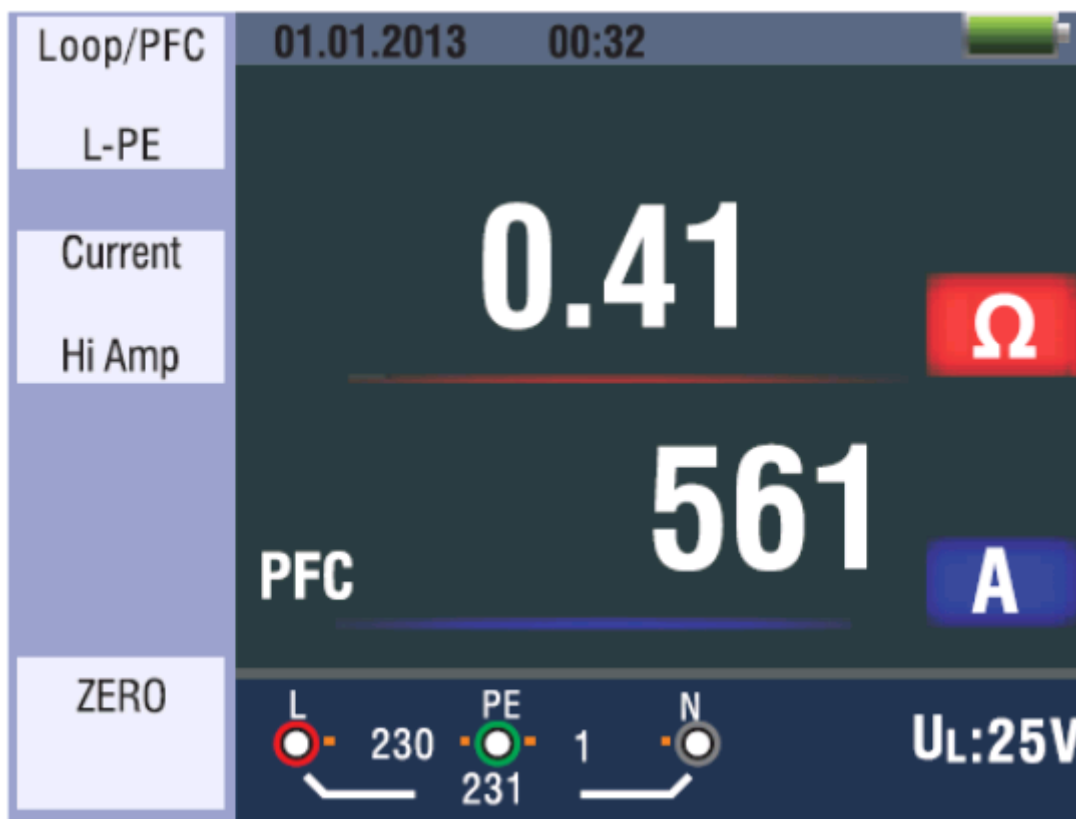 Loop/PFC
L-PE
Current
Hi Amp
ZERO
01.01.2013 00:32
0.41
Ω
561
PFC
A
L PE N
230 1
231
UL:25V